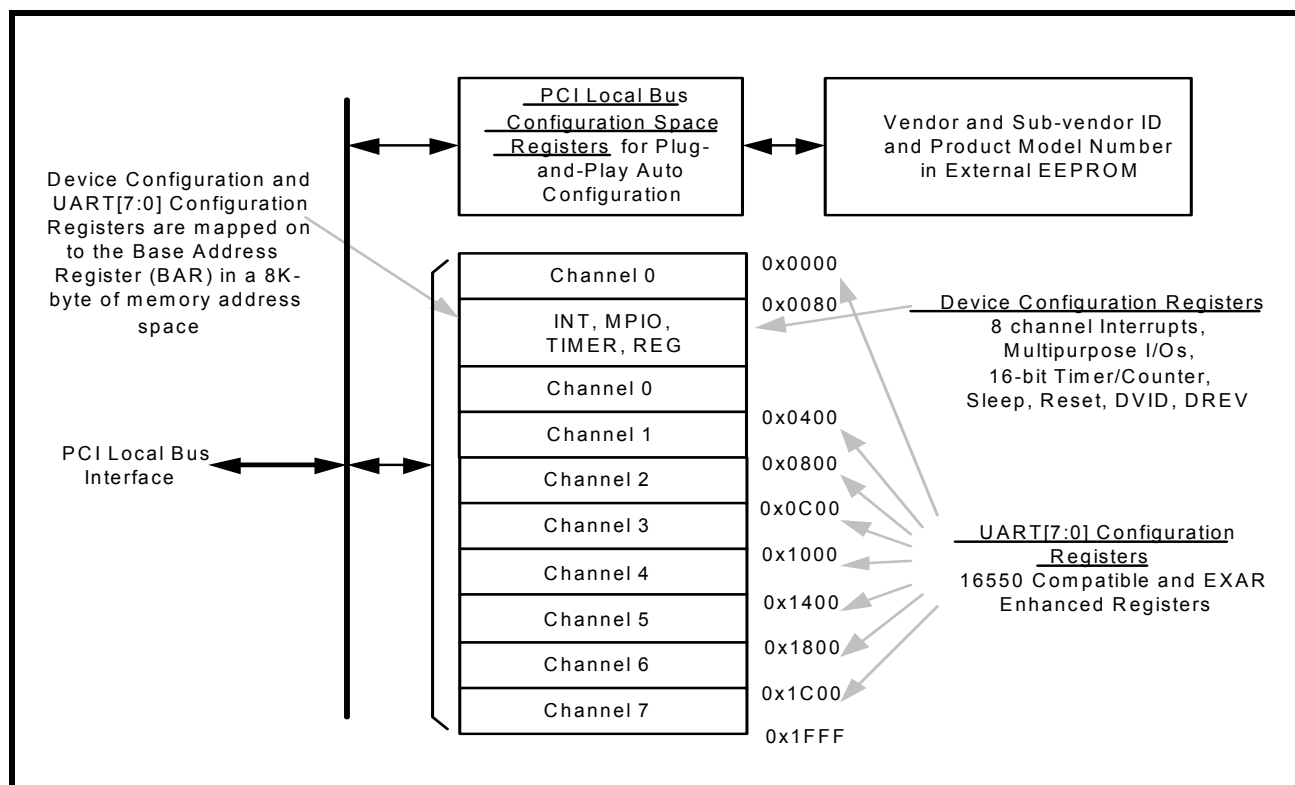 PCI Local Bus
Configuration Space
Registers for Plug-
and-Play Auto
Configuration
Vendor and Sub-vendor ID
and Product Model Number
in External EEPROM
Device Configuration and
UART[7:0] Configuration
Registers are mapped on
to the Base Address
Register (BAR) in a 8K-
byte of memory address
space
Channel 0
0x0000
0x0080
INT, MPIO,
TIMER, REG
Device Configuration Registers
8 channel Interrupts,
Multipurpose I/Os,
16-bit Timer/Counter,
Sleep, Reset, DVID, DREV
Channel 0
0x0400
Channel 1
PCI Local Bus
Interface
0x0800
Channel 2
0x0C00
Channel 3
0x1000
Channel 4
0x1400
Channel 5
0x1800
Channel 6
0x1C00
Channel 7
0x1FFF
UART[7:0] Configuration
Registers
16550 Compatible and EXAR
Enhanced Registers